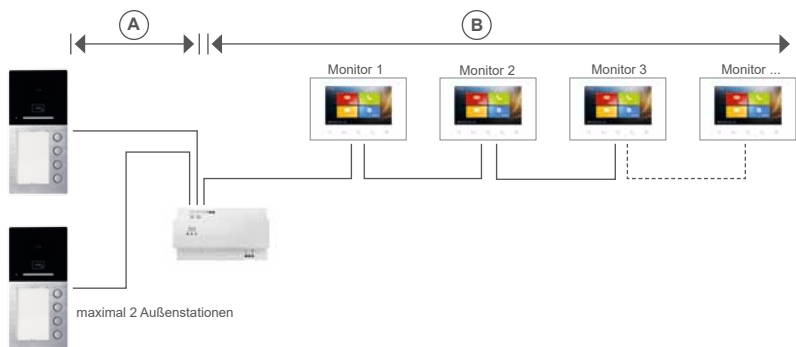 A
B
Monitor 1
Monitor 2
Monitor 3
Monitor ...
maximal 2 Außenstationen